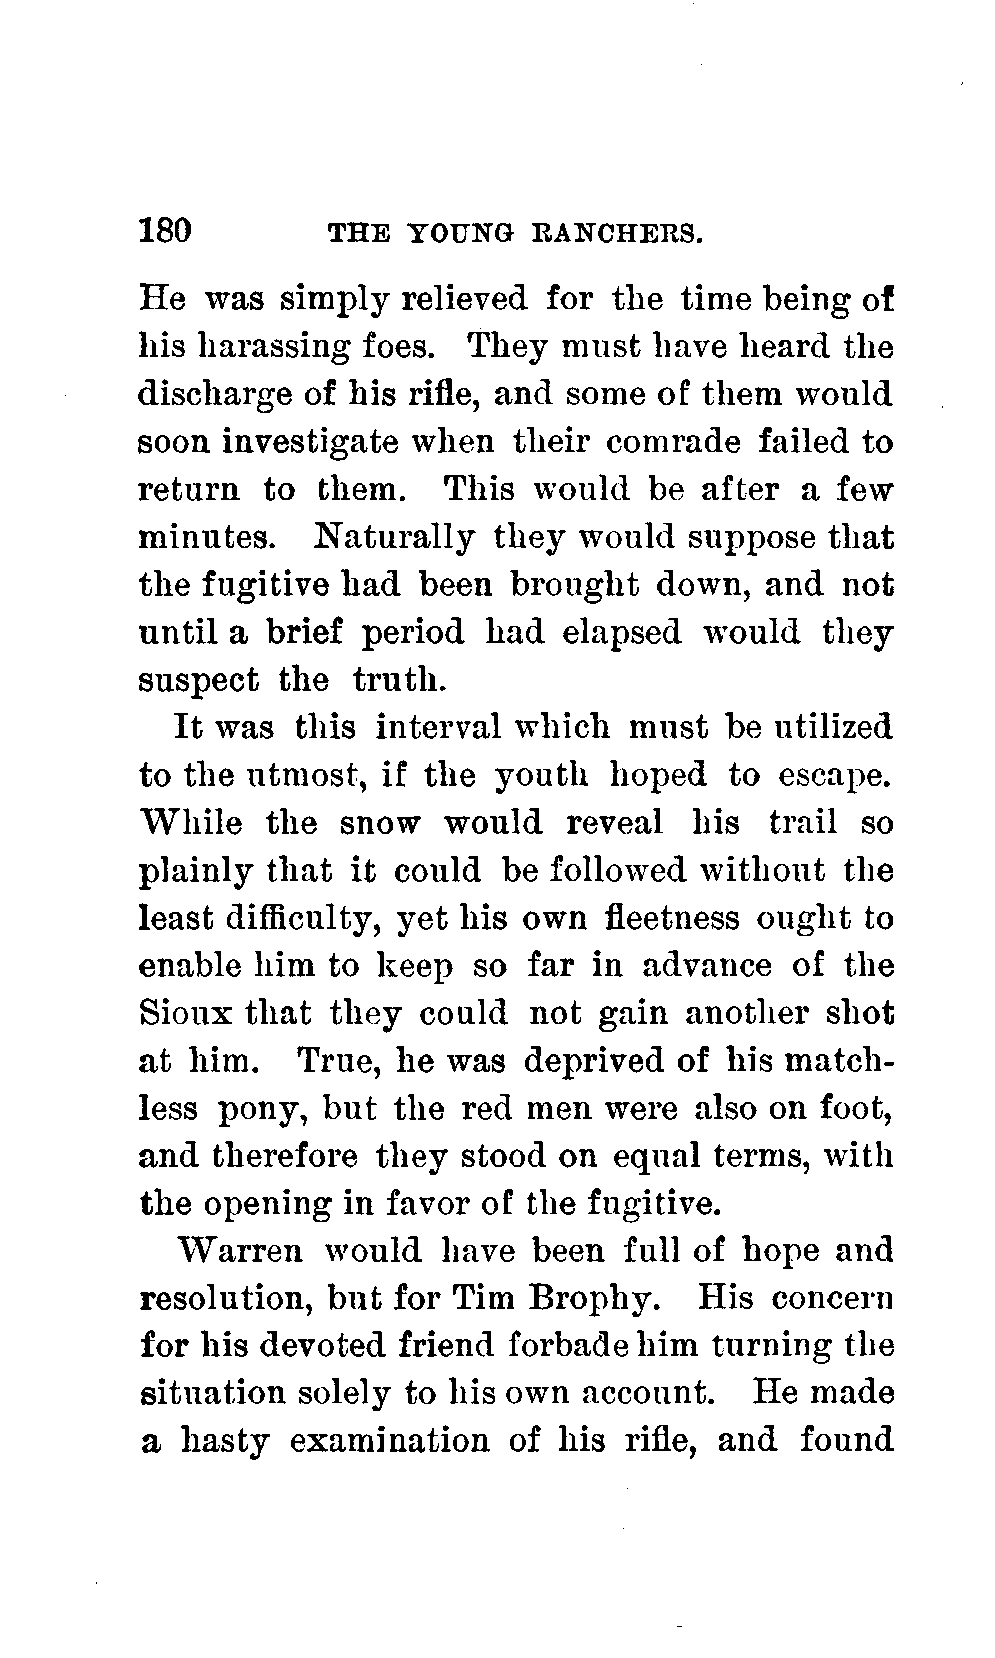 180 THE YOUNG RANCHERS.
He was simply relieved for the time being of
his harassing foes. They must have heard the
discharge of his rifle, and some of them would
soon investigate when their comrade failed to
return to them. This would be after a few
minutes. Naturally they would suppose that
the fugitive had been brought down, and not
until a brief period had elapsed would they
suspect the truth.
It was this interval which must be utilized
to the utmost, if the youth hoped to escape.
While the snow would reveal his trail so
plainly that it could be followed without the
least difficulty, yet his own fleetness ought to
enable him to keep so far in advance of the
Sioux that they could not gain another shot
at him. True, he was deprived of his match-
less pony, but the red men were also on foot,
and therefore they stood on equal terms, with
the opening in favor of the fugitive.
Warren would have been full of hope and
resolution, but for Tim Brophy. His concern
for his devoted friend forbade him turning the
situation solely to his own account. He made
a hasty examination of his rifle, and found